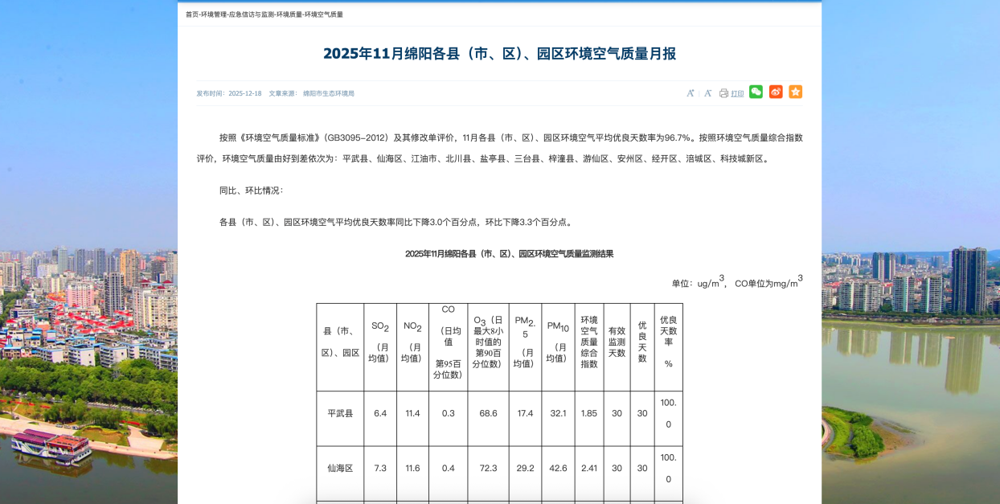 首页-环境管理-应急信访与监测-环境质量-环境空气质量
2025年11月绵阳各县（市、区）、园区环境空气质量月报
发布时间： 2025-12-18 文章来源： 绵阳市生态环境局
A+ | A- 打印
按照《环境空气质量标准》（GB3095-2012）及其修改单评价，11月各县（市、区）、园区环境空气平均优良天数率为96.7%。按照环境空气质量综合指数
评价，环境空气质量由好到差依次为：平武县、仙海区、江油市、北川县、盐亭县、三台县、梓潼县、游仙区、安州区、经开区、涪城区、科技城新区。
同比、环比情况：
各县（市、区）、园区环境空气平均优良天数率同比下降3.0个百分点，环比下降3.3个百分点。
2025年11月绵阳各县（市、区）、园区环境空气质量监测结果
单位：ug/m3， CO单位为mg/m3
县（市、
区）、园区
SO2
（月
均值）
NO2
（月
均值）
CO
（日均
值
第95百
分位数）
O3（日
最大8小
时值的
第90百
分位数）
PM2.
5
（月
均值）
PM10
（月
均值）
环境
空气
质量
综合
指数
有效
监测
天数
优
良
天
数
优良
天数
率
%
平武县 6.4 11.4 0.3 68.6 17.4 32.1 1.85 30 30 100.
0
仙海区 7.3 11.6 0.4 72.3 29.2 42.6 2.41 30 30 100.
0